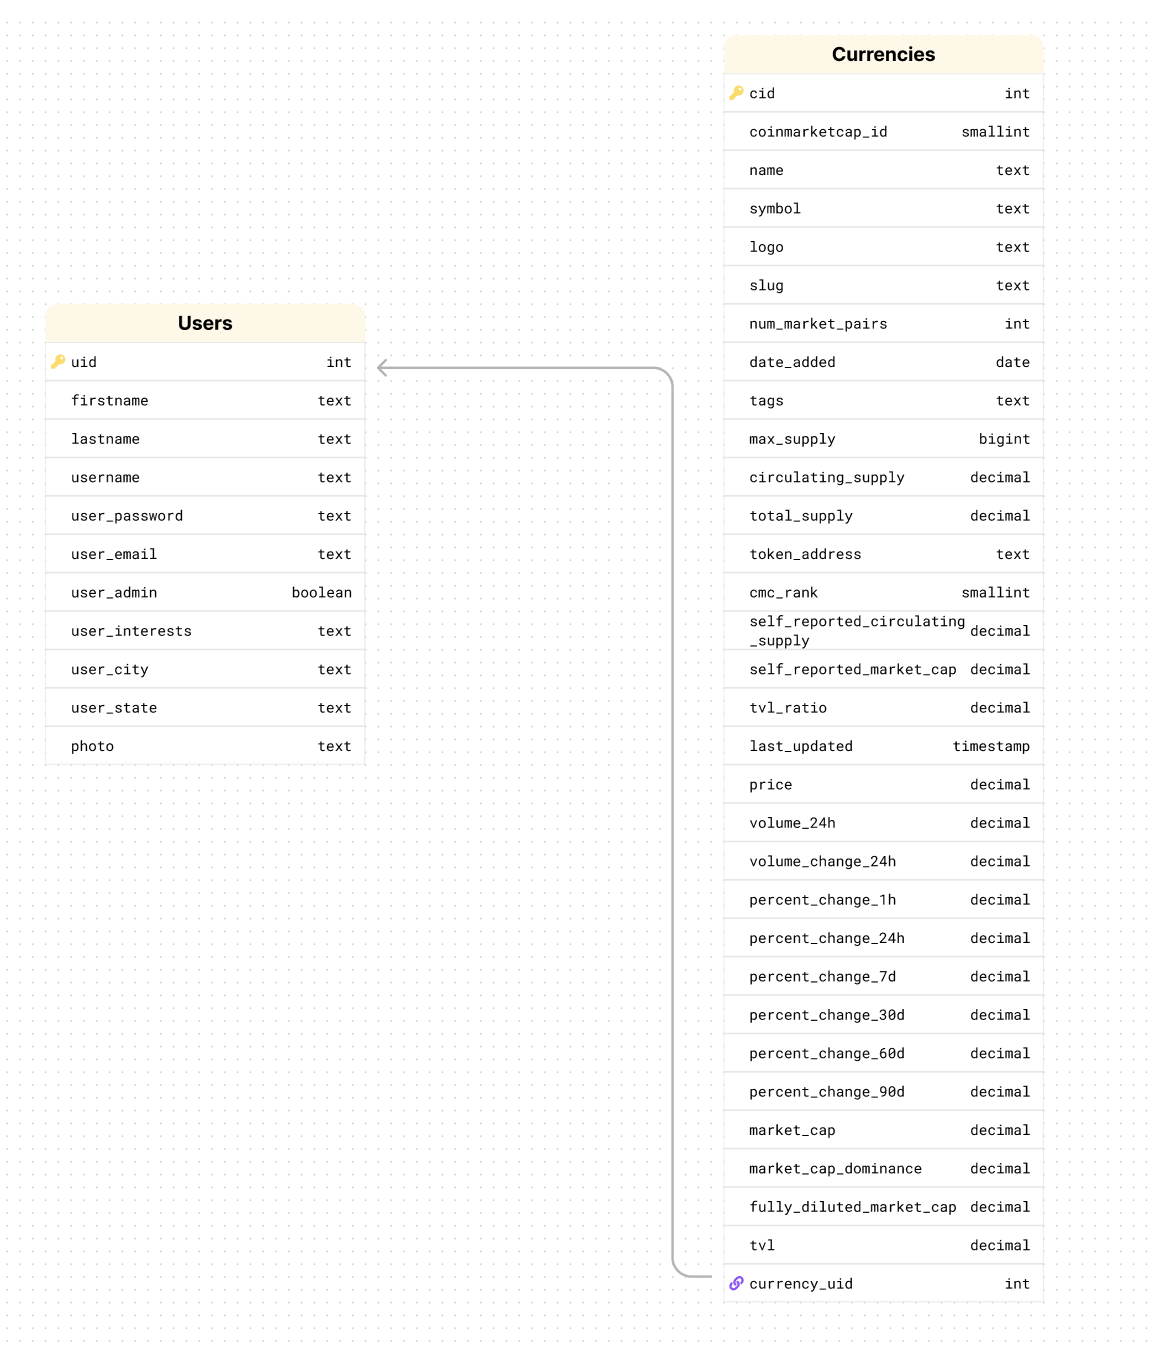 Users
uid int
firstname text
lastname text
username text
user_password text
user_email text
user_admin boolean
user_interests text
user_city text
user_state text
photo text
Currencies
cid int
coinmarketcap_id smallint
name text
symbol text
logo text
slug text
num_market_pairs int
date_added date
tags text
max_supply bigint
circulating_supply decimal
total_supply decimal
token_address text
cmc_rank smallint
self_reported_circulating
_supply decimal
self_reported_market_cap decimal
tvl_ratio decimal
last_updated timestamp
price decimal
volume_24h decimal
volume_change_24h decimal
percent_change_1h decimal
percent_change_24h decimal
percent_change_7d decimal
percent_change_30d decimal
percent_change_60d decimal
percent_change_90d decimal
market_cap decimal
market_cap_dominance decimal
fully_diluted_market_cap decimal
tvl decimal
currency_uid int